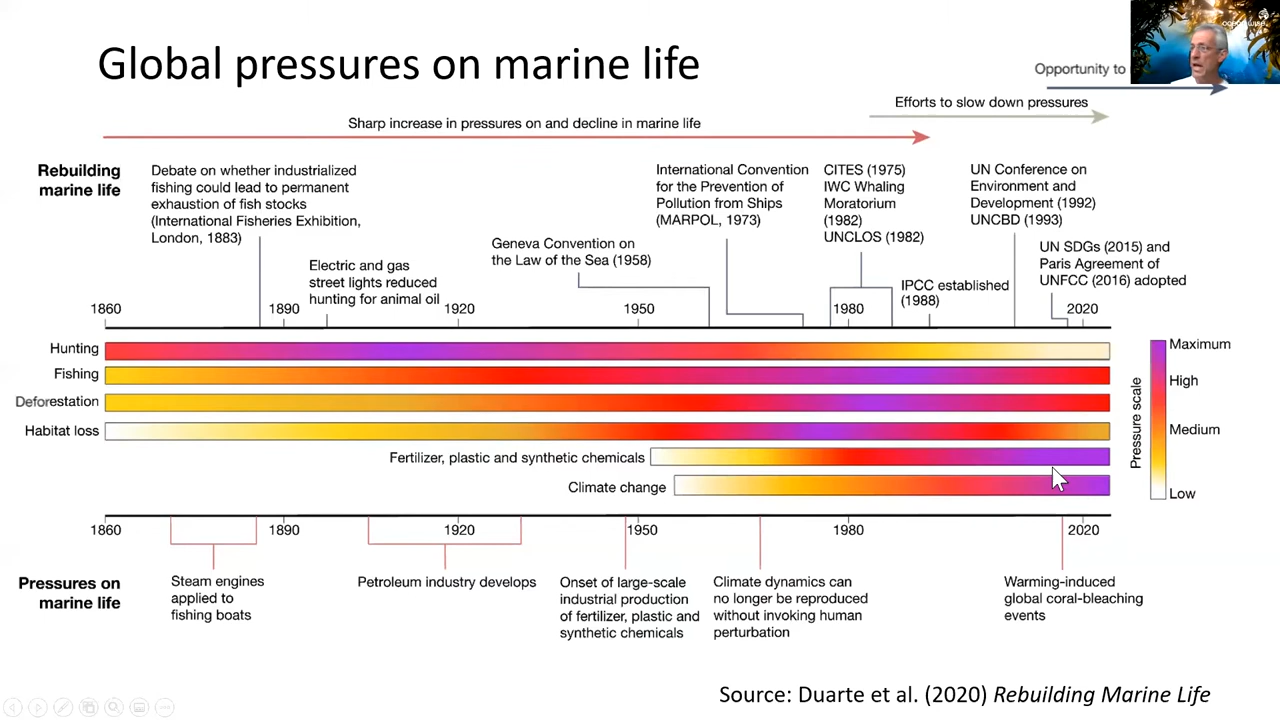 Global pressures on marine life
Opportunity to
Efforts to slow down pressures
Sharp increase in pressures on and decline in marine life
Rebuilding
marine life
Debate on whether industrialized
fishing could lead to permanent
exhaustion of fish stocks
(International Fisheries Exhibition,
London, 1883)
Electric and gas
street lights reduced
hunting for animal oil
Geneva Convention on
the Law of the Sea (1958)
International Convention
for the Prevention of
Pollution from Ships
(MARPOL, 1973)
CITES (1975)
IWC Whaling
Moratorium
(1982)
UNCLOS (1982)
IPCC established
(1988)
UN Conference on
Environment and
Development (1992)
UNCBD (1993)
UN SDGs (2015) and
Paris Agreement of
UNFCC (2016) adopted
1860 1890 1920 1950 1980 2020
Hunting
Fishing
Deforestation
Habitat loss
Fertilizer, plastic and synthetic chemicals
Climate change
Pressure scale
Maximum
High
Medium
Low
1860 1890 1920 1950 1980 2020
Pressures on
marine life
Steam engines
applied to
fishing boats
Petroleum industry develops
Onset of large-scale
industrial production
of fertilizer, plastic and
synthetic chemicals
Climate dynamics can
no longer be reproduced
without invoking human
perturbation
Warming-induced
global coral-bleaching
events
Source: Duarte et al. (2020) Rebuilding Marine Life